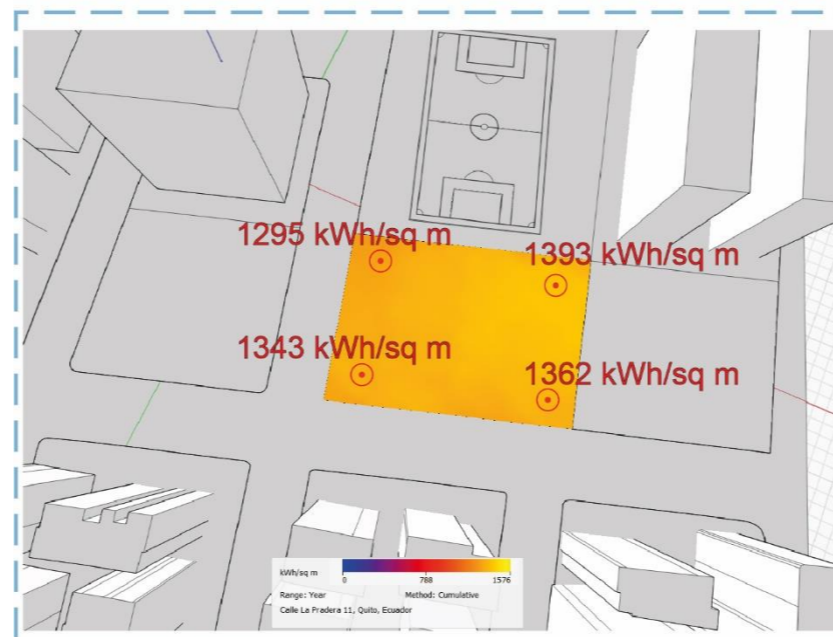 1295 kWh/sq m
1393 kWh/sq m
1343 kWh/sq m
1362 kWh/sq m
kWh/sq m
0 788 1576
Range: Year Method: Cumulative
Calle La Pradera 11, Quito, Ecuador